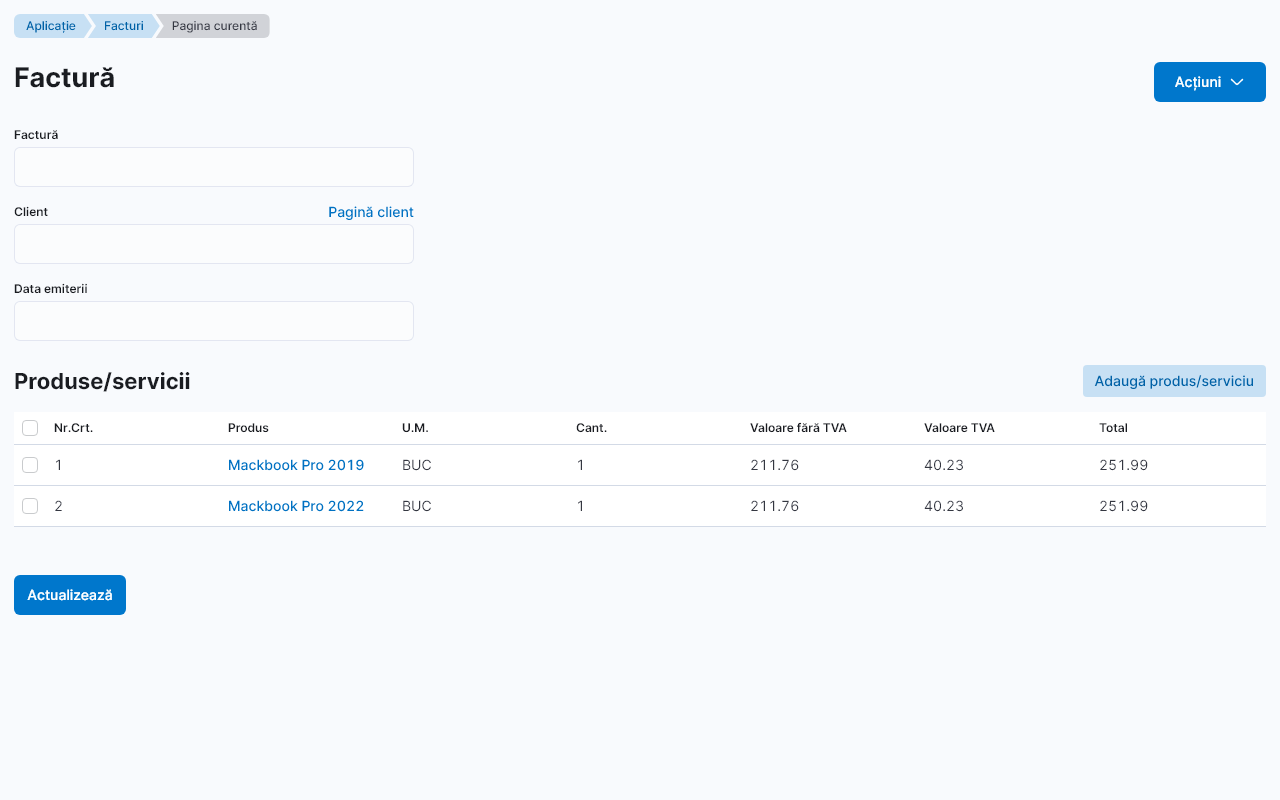 Aplicație Facturi Pagina curentă
Factură
Acțiuni
Factură
Client Pagină client
Data emiterii
Produse/servicii
Adaugă produs/serviciu
Nr.Crt. Produs U.M. Cant. Valoare fără TVA Valoare TVA Total
1 Mackbook Pro 2019 BUC 1 211.76 40.23 251.99
2 Mackbook Pro 2022 BUC 1 211.76 40.23 251.99
Actualizează